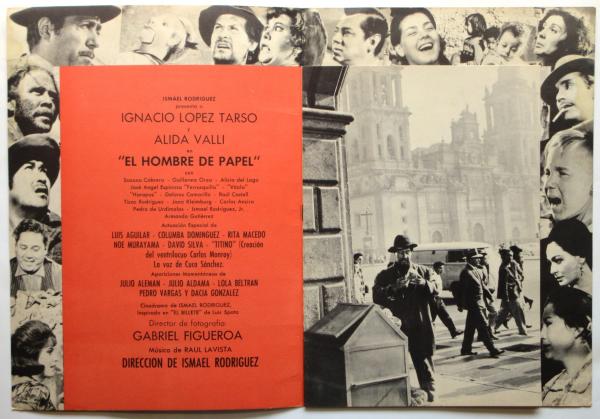 ISMAEL RODRIGUEZ
presenta a
IGNACIO LOPEZ TARSO
y
ALIDA VALLI
en
"EL HOMBRE DE PAPEL"
con
Susana Cabrera - Guillermo Orea - Alicia del Lago
José Angel Espinosa "Ferrusquilla" - "Vitola"
"Harapos" - Dolores Camarillo - Raúl Castell
Tizoc Rodríguez - Jana Kleinburg - Carlos Ancira
Pedro de Urdimalas - Ismael Rodríguez, Jr.
Armando Gutiérrez
Actuación Especial de
LUIS AGUILAR - COLUMBA DOMINGUEZ - RITA MACEDO
NOE MURAYAMA - DAVID SILVA - "TITINO" (Creación
del ventrílocuo Carlos Monroy)
La voz de Cuco Sánchez.
Apariciones Momentáneas de
JULIO ALEMAN - JULIO ALDAMA - LOLA BELTRAN
PEDRO VARGAS Y DACIA GONZALEZ
Cinedrama de ISMAEL RODRIGUEZ,
Inspirado en "EL BILLETE" de Luis Spota
Director de fotografía:
GABRIEL FIGUEROA
Música de RAUL LAVISTA
DIRECCION DE ISMAEL RODRIGUEZ